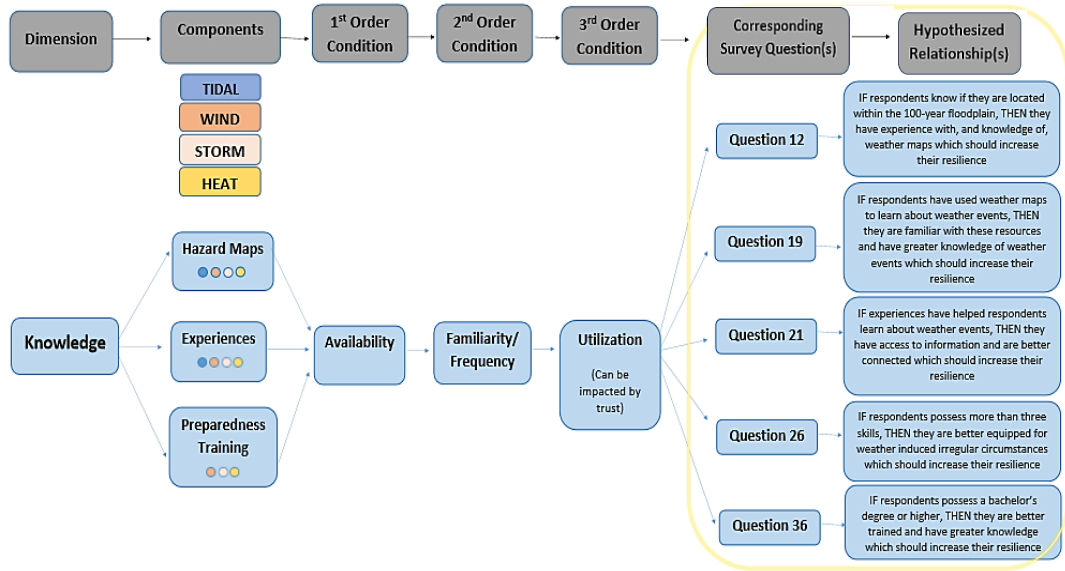 Dimension
Components
1st Order
Condition
2nd Order
Condition
3rd Order
Condition
Corresponding
Survey Question(s)
Hypothesized
Relationship(s)
TIDAL
WIND
STORM
HEAT
Knowledge
Hazard Maps
Experiences
Preparedness
Training
Availability
Familiarity/
Frequency
Utilization
(Can be
impacted by
trust)
Question 12
IF respondents know if they are located
within the 100-year floodplain, THEN they
have experience with, and knowledge of,
weather maps which should increase
their resilience
Question 19
IF respondents have used weather maps
to learn about weather events, THEN
they are familiar with these resources
and have greater knowledge of weather
events which should increase their
resilience
Question 21
IF experiences have helped respondents
learn about weather events, THEN they
have access to information and are better
connected which should increase their
resilience
Question 26
IF respondents possess more than three
skills, THEN they are better equipped for
weather induced irregular circumstances
which should increase their resilience
Question 36
IF respondents possess a bachelor's
degree or higher, THEN they are better
trained and have greater knowledge
which should increase their resilience